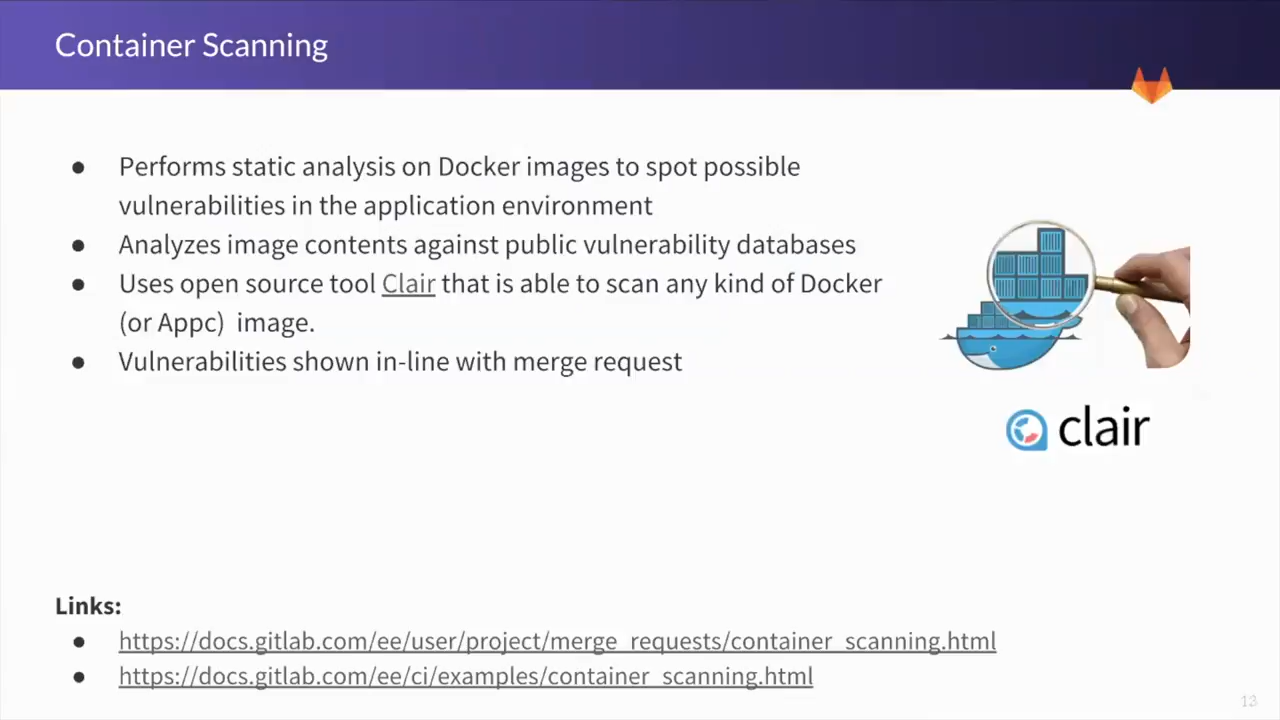 Container Scanning
● Performs static analysis on Docker images to spot possible
vulnerabilities in the application environment
● Analyzes image contents against public vulnerability databases
● Uses open source tool Clair that is able to scan any kind of Docker
(or Appc)  image.
● Vulnerabilities shown in-line with merge request
clair
Links:
● https://docs.gitlab.com/ee/user/project/merge_requests/container_scanning.html
● https://docs.gitlab.com/ee/ci/examples/container_scanning.html
13